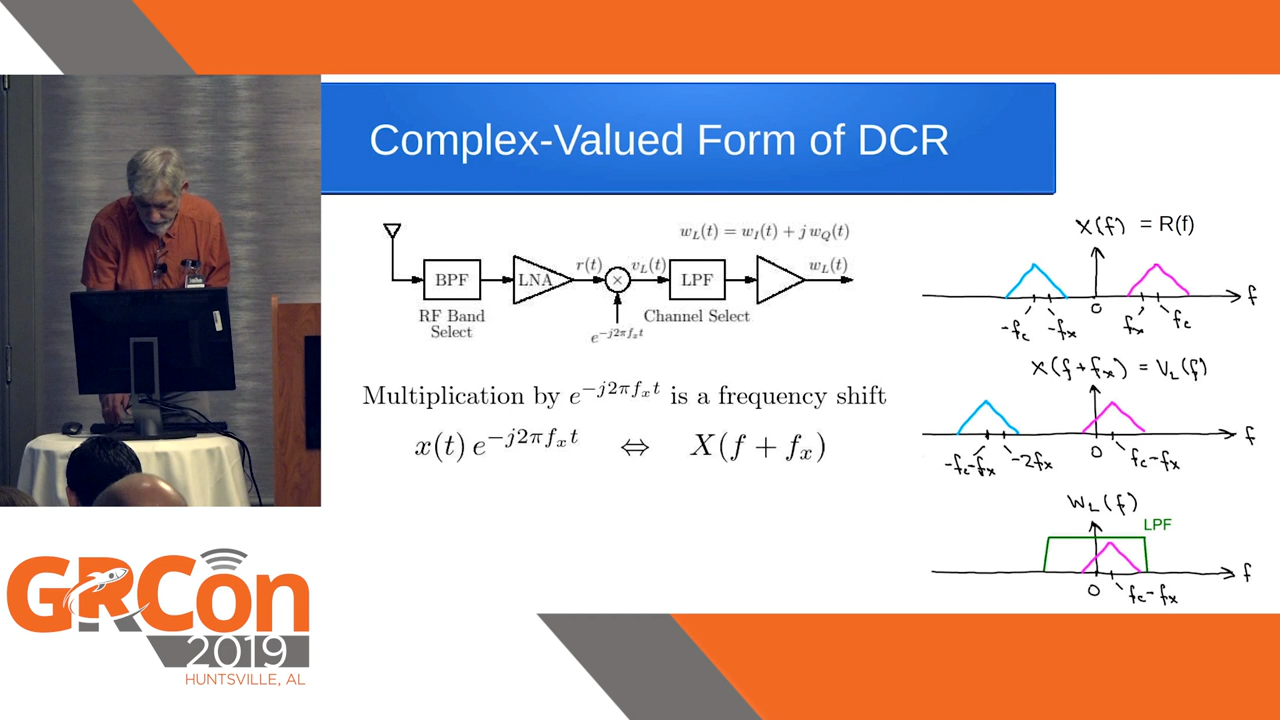 Complex-Valued Form of DCR
w_L(t) = w_I(t) + j w_Q(t)
r(t)
v_L(t)
w_L(t)
BPF
LNA
×
LPF
RF Band
Select
Channel Select
e^{-j2πf_x t}
Multiplication by e^{-j2πf_x t} is a frequency shift
x(t) e^{-j2πf_x t} ⇔ X(f + f_x)
X(f) = R(f)
f
-f_c -f_x 0 f_x f_c
X(f+f_x) = V_L(f)
f
-f_c-f_x -2f_x 0 f_c-f_x
W_L(f)
LPF
f
0 f_c-f_x
GRCon
2019
HUNTSVILLE, AL